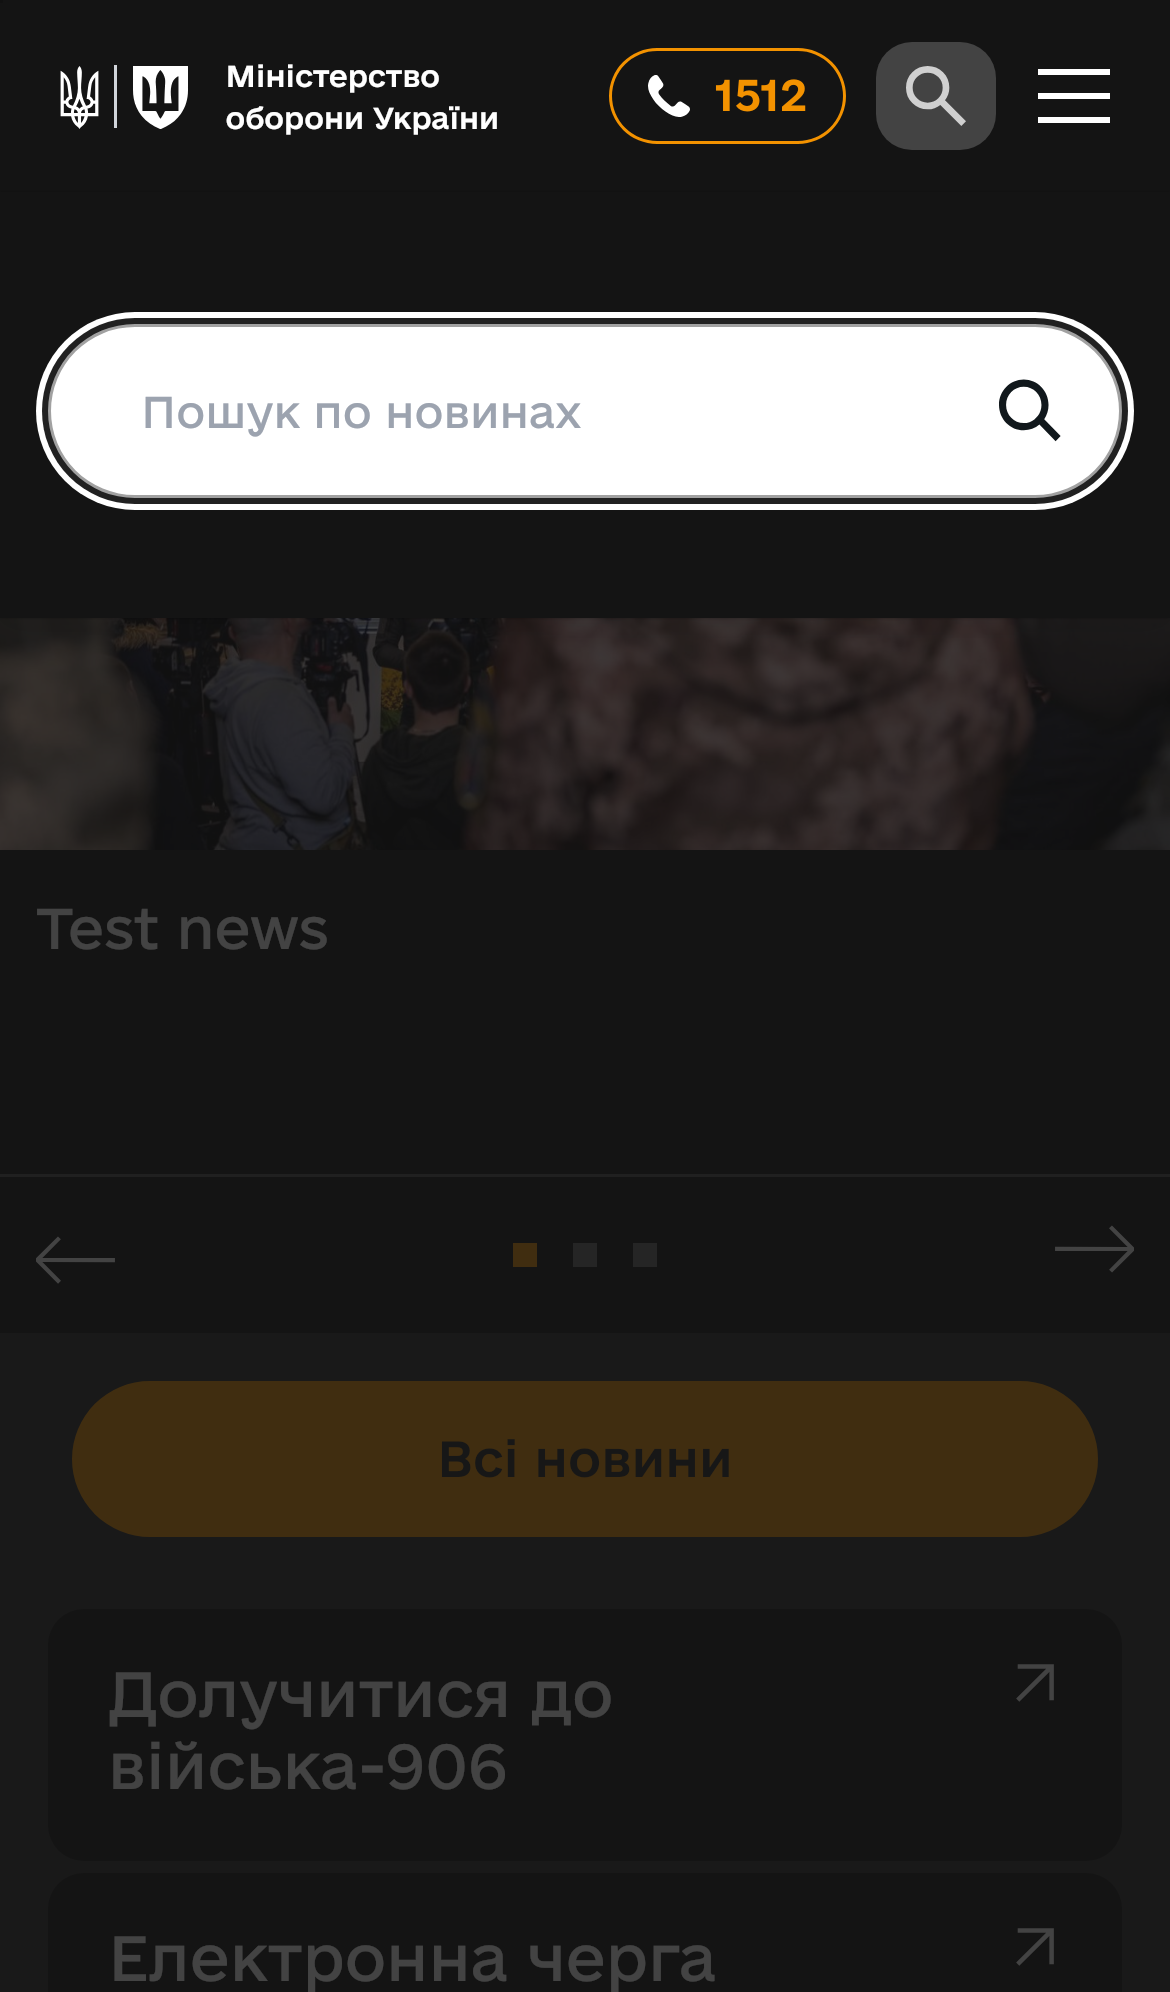 Міністерство
оборони України
1512
Пошук по новинах
Test news
Всі новини
Долучитися до
війська-906
Електронна черга